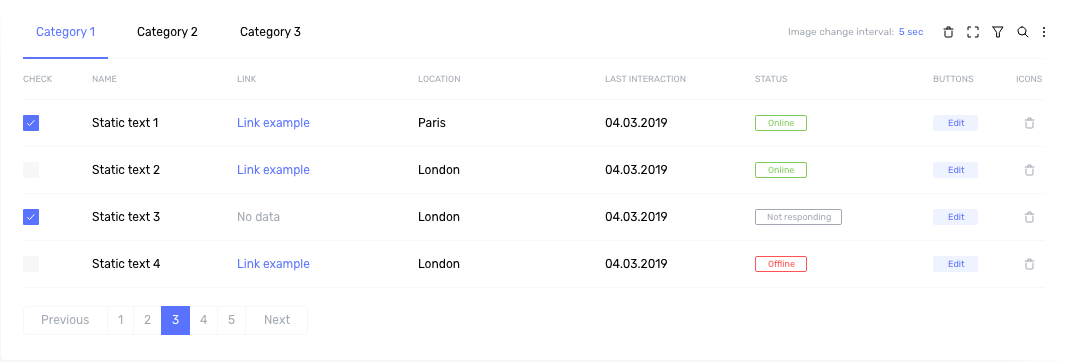 Category 1 Category 2 Category 3 Image change interval: 5 sec
CHECK NAME LINK LOCATION LAST INTERACTION STATUS BUTTONS ICONS
Static text 1 Link example Paris 04.03.2019 Online Edit
Static text 2 Link example London 04.03.2019 Online Edit
Static text 3 No data London 04.03.2019 Not responding Edit
Static text 4 Link example London 04.03.2019 Offline Edit
Previous 1 2 3 4 5 Next